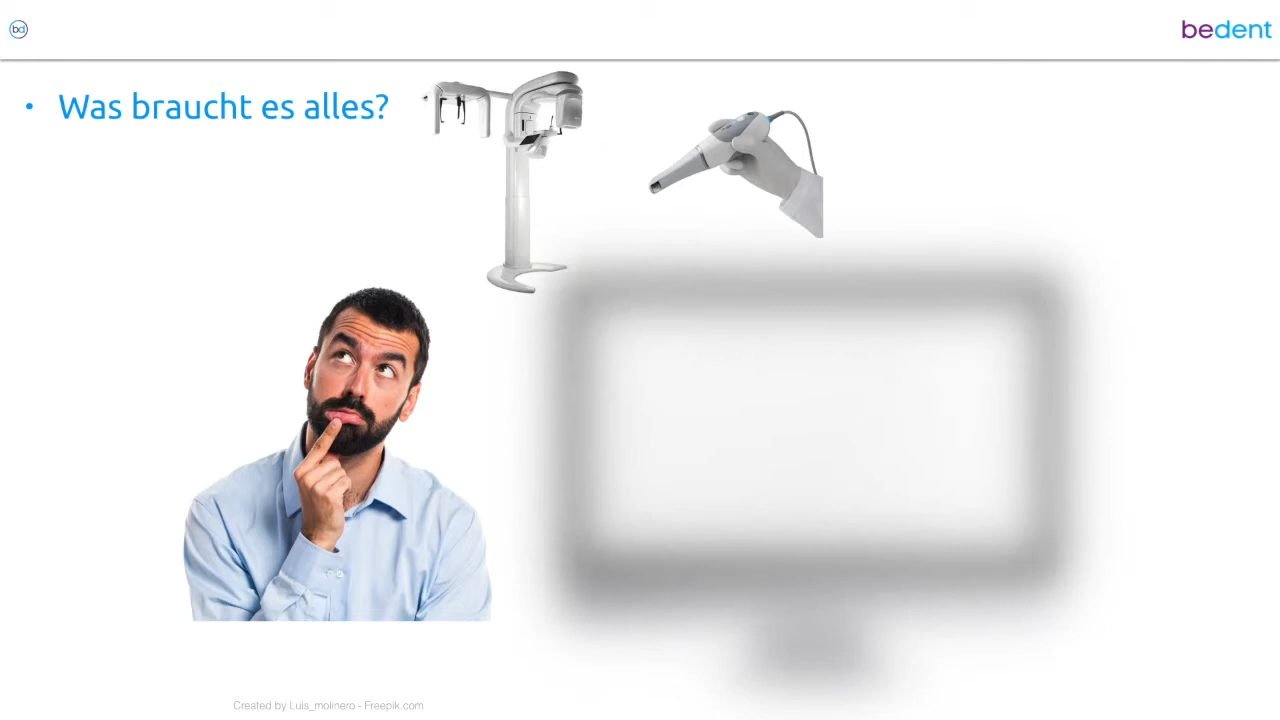 bd
bedent
• Was braucht es alles?
Created by Luis_molinero - Freepik.com